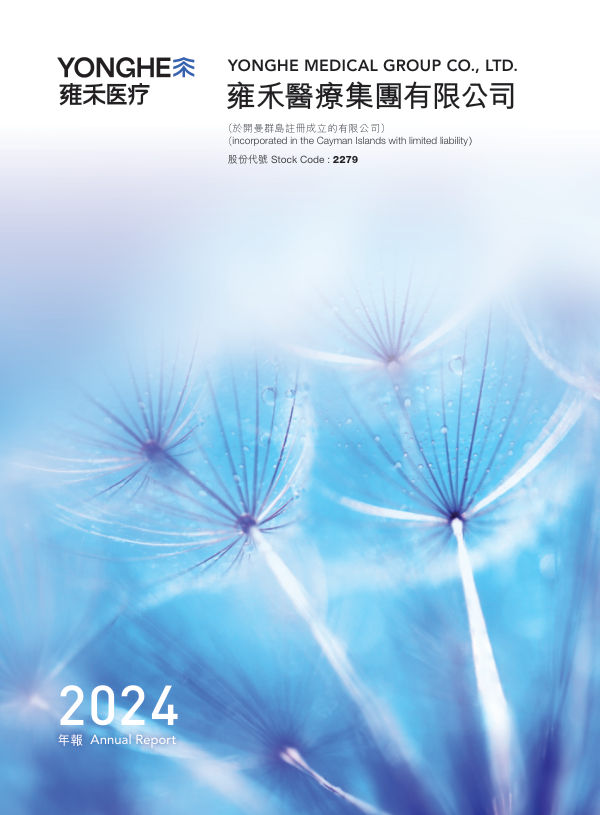 YONGHE
雍禾医疗
YONGHE MEDICAL GROUP CO., LTD.
雍禾醫療集團有限公司
（於開曼群島註冊成立的有限公司）
(incorporated in the Cayman Islands with limited liability)
股份代號 Stock Code : 2279
2024
年報 Annual Report